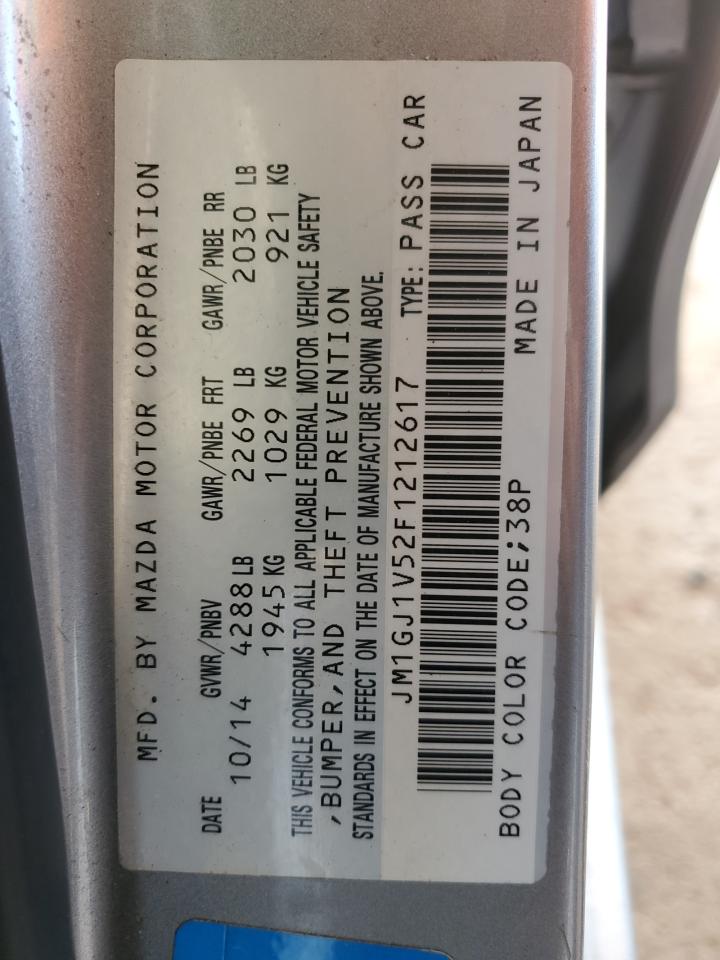 MFD. BY MAZDA MOTOR CORPORATION
DATE GVWR/PNBV GAWR/PNBE FRT GAWR/PNBE RR
10/14 4288 LB 2269 LB 2030 LB
1945 KG 1029 KG 921 KG
THIS VEHICLE CONFORMS TO ALL APPLICABLE FEDERAL MOTOR VEHICLE SAFETY
,BUMPER,AND THEFT PREVENTION
STANDARDS IN EFFECT ON THE DATE OF MANUFACTURE SHOWN ABOVE.
JM1GJ1V52F1212617 TYPE: PASS CAR
BODY COLOR CODE;38P MADE IN JAPAN